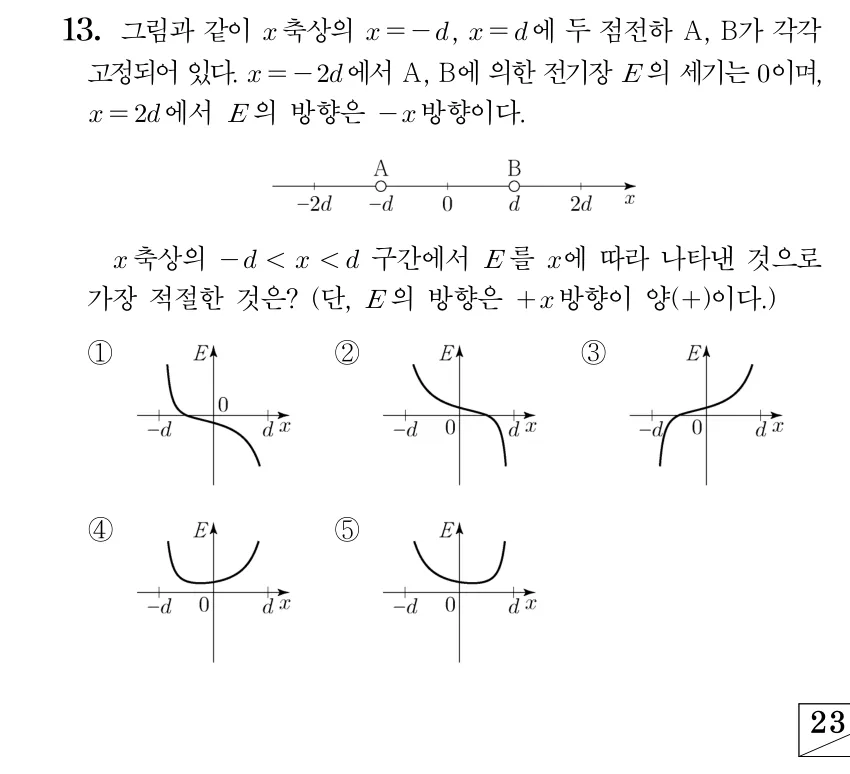 13. 그림과 같이 x축상의 x=−d, x=d에 두 점전하 A, B가 각각
고정되어 있다. x=−2d에서 A, B에 의한 전기장 E의 세기는 0이며,
x=2d에서 E의 방향은 −x방향이다.
A B
−2d −d 0 d 2d x
x축상의 −d < x < d 구간에서 E를 x에 따라 나타낸 것으로
가장 적절한 것은? (단, E의 방향은 +x방향이 양(+)이다.)
① E 0 −d d x
② E −d 0 d x
③ E −d 0 d x
④ E −d 0 d x
⑤ E −d 0 d x
23